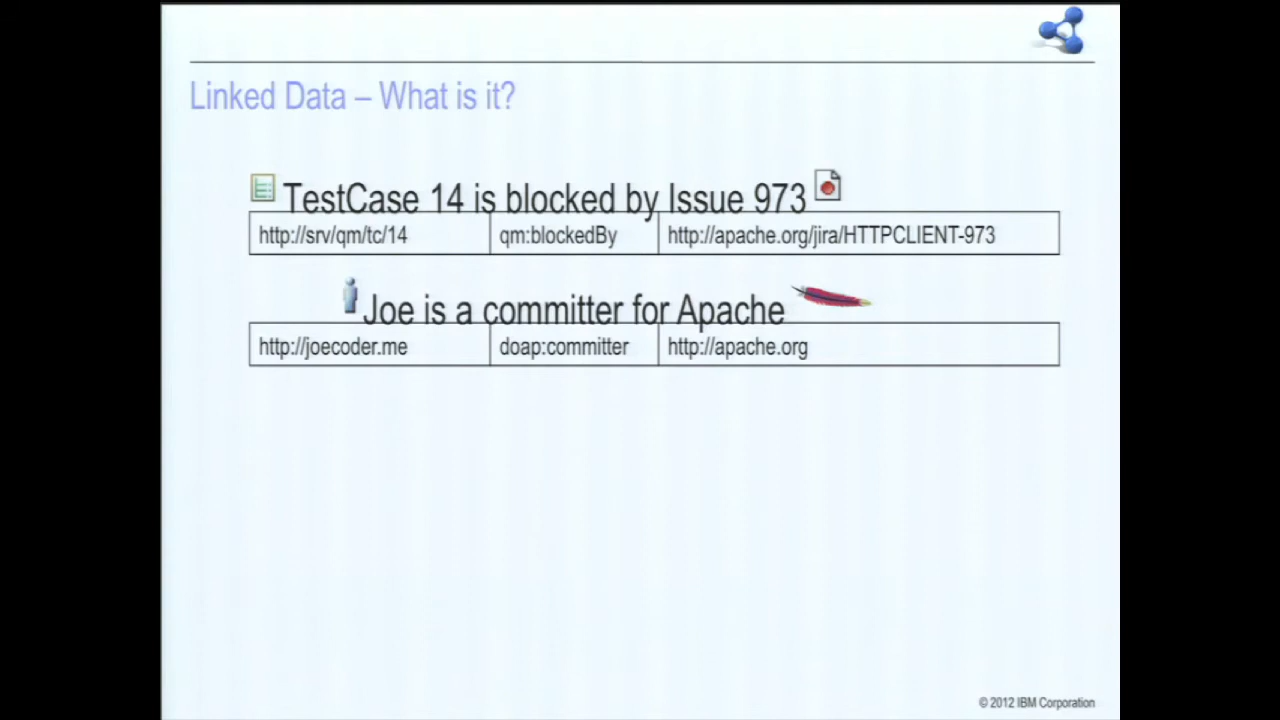 Linked Data – What is it?
TestCase 14 is blocked by Issue 973
http://srv/qm/tc/14 qm:blockedBy http://apache.org/jira/HTTPCLIENT-973
Joe is a committer for Apache
http://joecoder.me doap:committer http://apache.org
© 2012 IBM Corporation